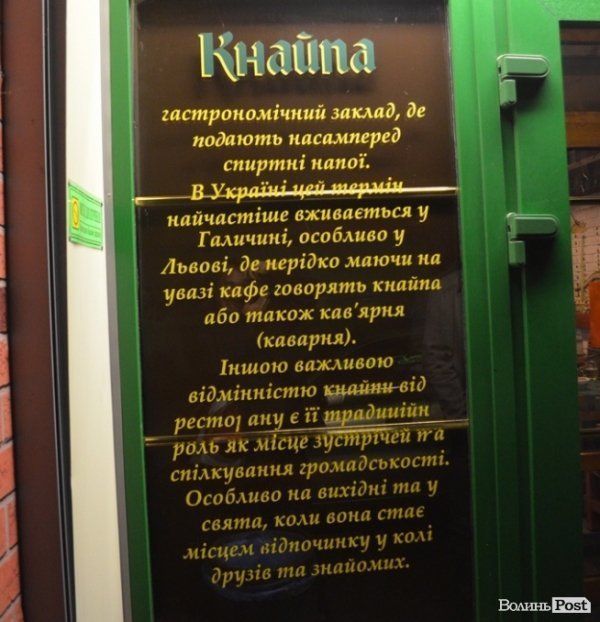 Кнайпа
гастрономічний заклад, де
подають насамперед
спиртні напої.
В Україні цей термін
найчастіше вживається у
Галичині, особливо у
Львові, де нерідко маючи на
увазі кафе говорять кнайпа
або також кав'ярня
(каварня).
Іншою важливою
відмінністю кнайпи від
ресторану є її традиційн
роль як місце зустрічей та
спілкування громадськості.
Особливо на вихідні та у
свята, коли вона стає
місцем відпочинку у колі
друзів та знайомих.
ВолиньPost